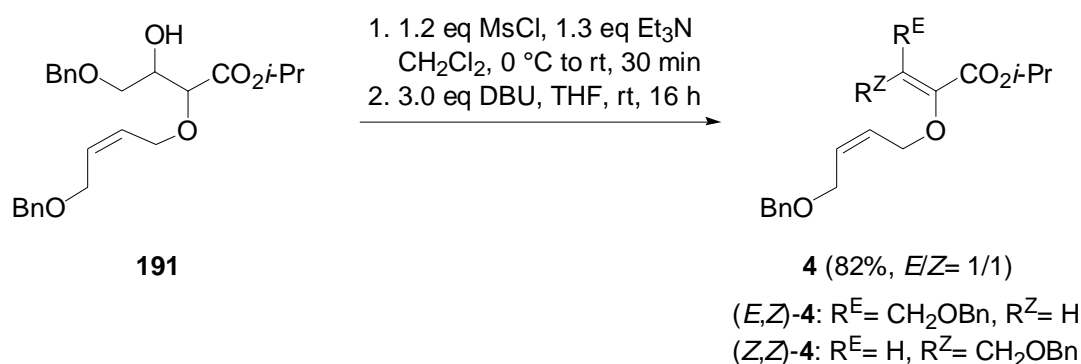 OH
BnO
CO₂i-Pr
O
BnO
191
1. 1.2 eq MsCl, 1.3 eq Et₃N
CH₂Cl₂, 0 °C to rt, 30 min
2. 3.0 eq DBU, THF, rt, 16 h
Rᴱ
Rᶻ
CO₂i-Pr
O
BnO
4 (82%, E/Z= 1/1)
(E,Z)-4: Rᴱ= CH₂OBn, Rᶻ= H
(Z,Z)-4: Rᴱ= H, Rᶻ= CH₂OBn